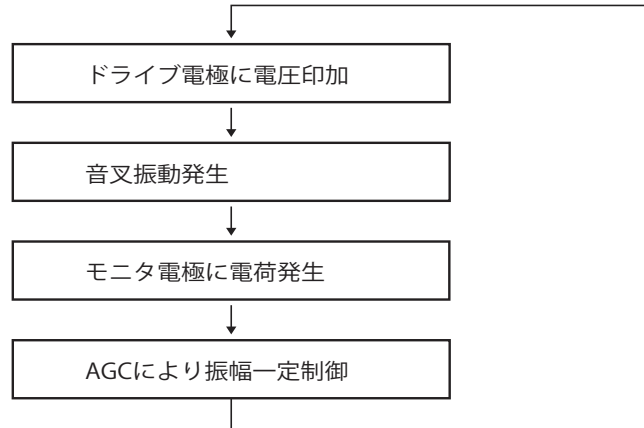 ドライブ電極に電圧印加
音叉振動発生
モニタ電極に電荷発生
AGCにより振幅一定制御